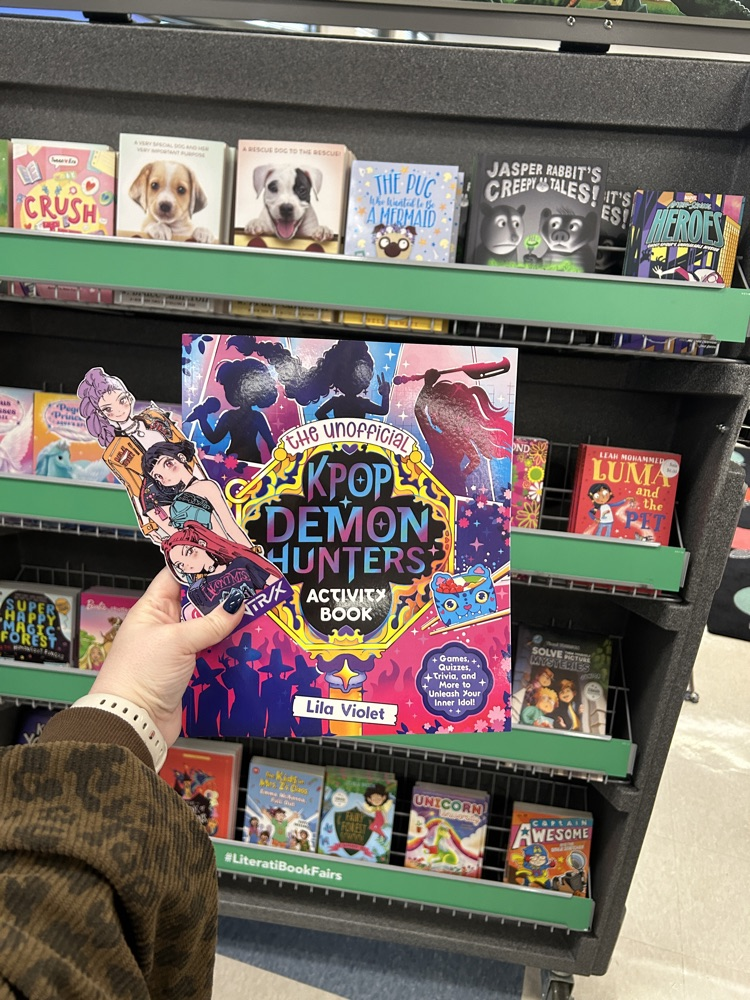 CRUSH
A VERY SPECIAL DOG AND HER
VERY IMPORTANT PURPOSE
A RESCUE DOG TO THE RESCUE!
THE PUG
Who Wanted to Be
A MERMAID
JASPER RABBIT'S
CREEPY TALES!
HEROES
the UNOFFICIAL
KPOP
DEMON
HUNTERS
ACTIVITY
BOOK
Games,
Quizzes,
Trivia, and
More to
Unleash Your
Inner Idol!
Lila Violet
LEAH MOHAMMED
LUMA
and the
PET
SUPER
HAPPY
MAGIC
FOREST
SOLVE THE PICTURE
MYSTERIES
UNICORN
CAPTAIN
AWESOME
#LiteratiBookFairs